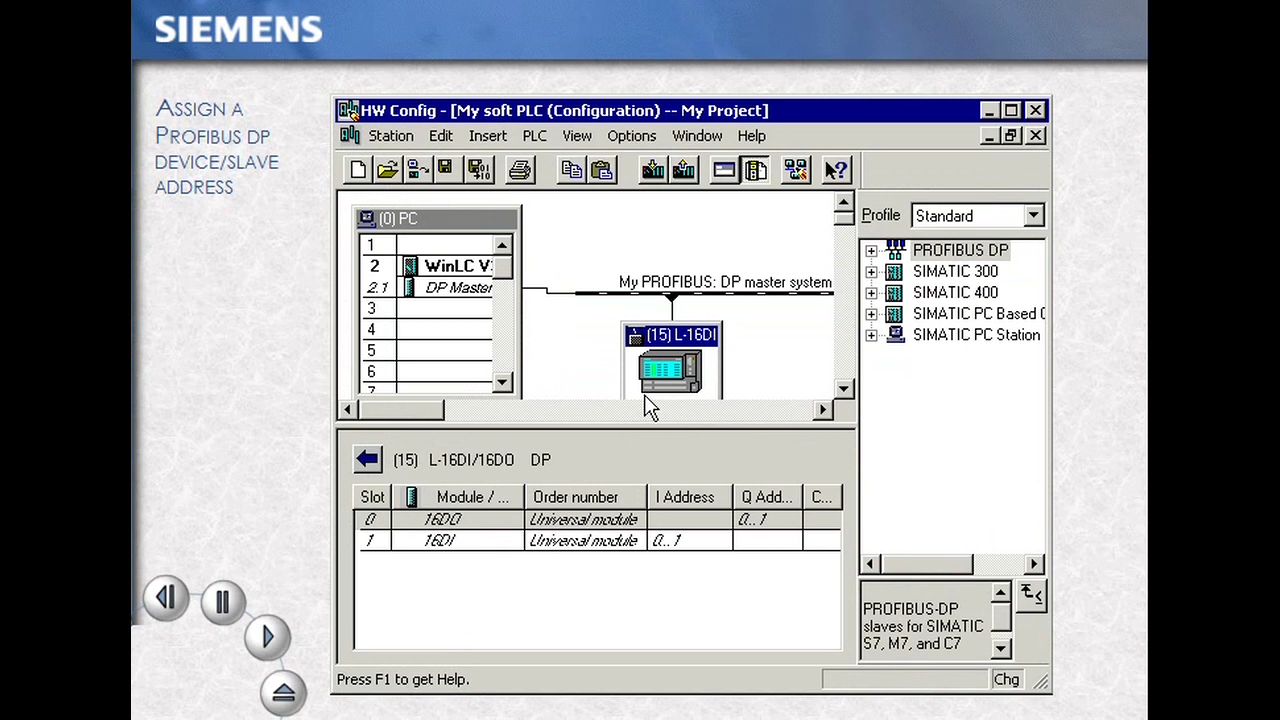 SIEMENS
ASSIGN A
PROFIBUS DP
DEVICE/SLAVE
ADDRESS
HW Config - [My soft PLC (Configuration) -- My Project]
Station Edit Insert PLC View Options Window Help
(0) PC
1
2 WinLC V
2.1 DP Master
3
4
5
6
7
My PROFIBUS: DP master system
(15) L-16DI
Profile Standard
PROFIBUS DP
SIMATIC 300
SIMATIC 400
SIMATIC PC Based
SIMATIC PC Station
(15) L-16DI/16DO DP
Slot Module / ... Order number I Address Q Add... C...
0 16DO Universal module 0..1
1 16DI Universal module 0..1
PROFIBUS-DP
slaves for SIMATIC
S7, M7, and C7
Press F1 to get Help.
Chg